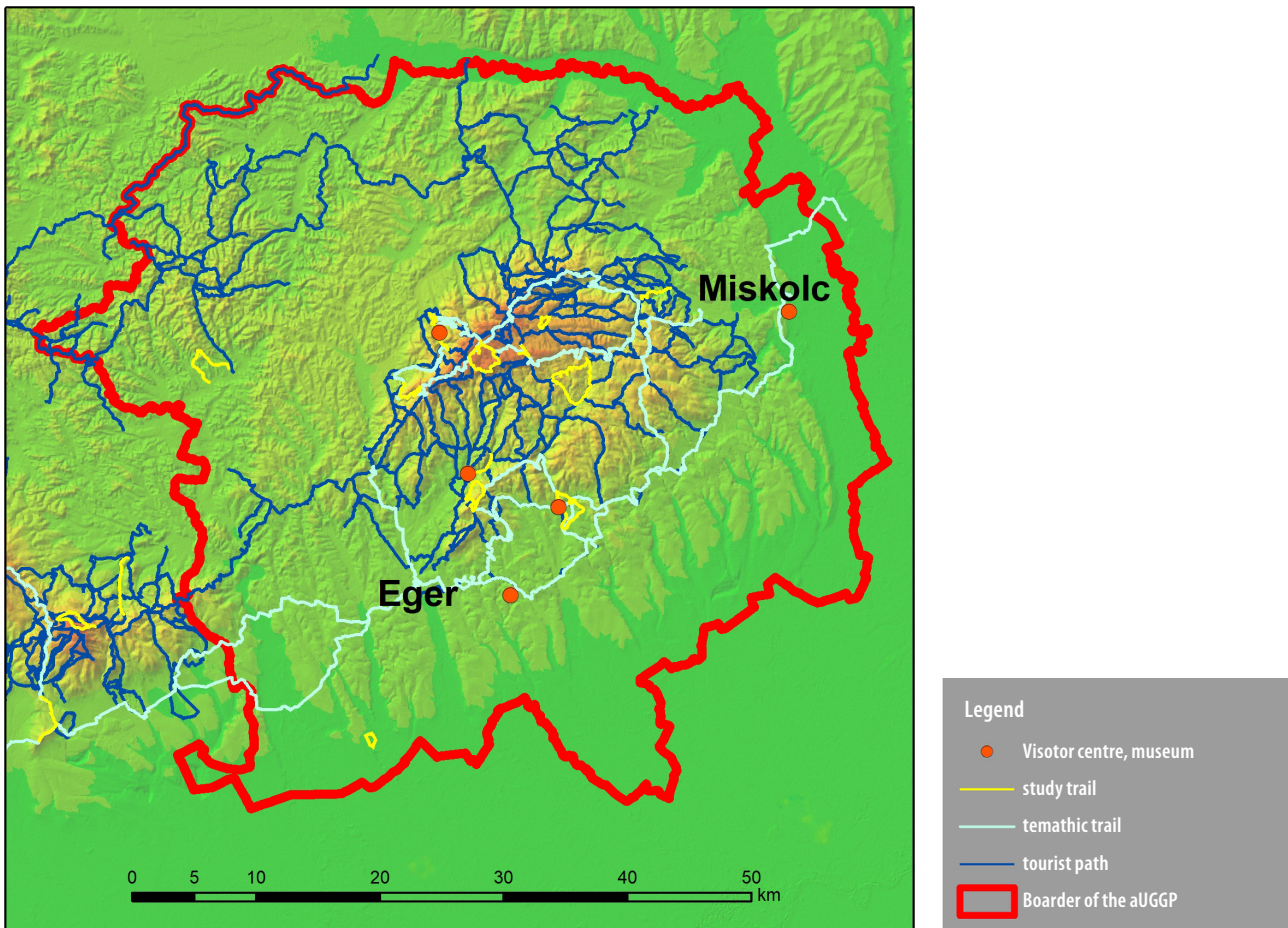 Miskolc
Eger
0 5 10 20 30 40 50
km
Legend
Visotor centre, museum
study trail
temathic trail
tourist path
Boarder of the aUGGP